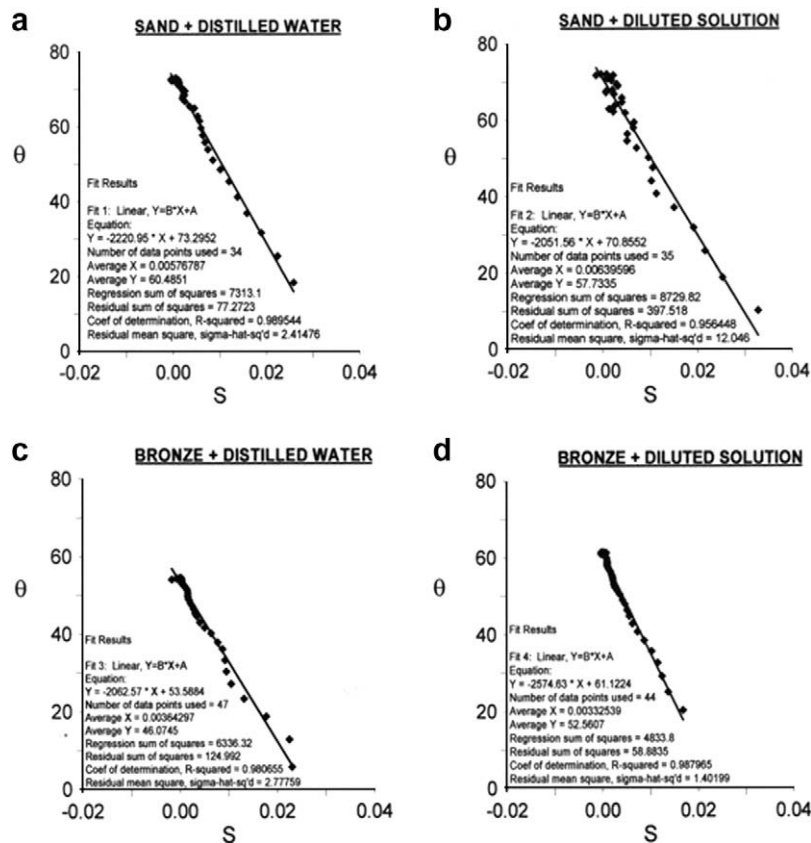 a
SAND + DISTILLED WATER
80
60
θ
40
20
0
-0.02
0.00
0.02
0.04
S
Fit Results
Fit 1: Linear, Y=B*X+A
Equation:
Y = -2220.95 * X + 73.2952
Number of data points used = 34
Average X = 0.00576787
Average Y = 60.4851
Regression sum of squares = 7313.1
Residual sum of squares = 77.2723
Coef of determination, R-squared = 0.989544
Residual mean square, sigma-hat-sq'd = 2.41476
b
SAND + DILUTED SOLUTION
80
60
θ
40
20
0
-0.02
0.00
0.02
0.04
S
Fit Results
Fit 2: Linear, Y=B*X+A
Equation:
Y = -2051.56 * X + 70.8552
Number of data points used = 35
Average X = 0.00639596
Average Y = 57.7335
Regression sum of squares = 8729.82
Residual sum of squares = 397.518
Coef of determination, R-squared = 0.956448
Residual mean square, sigma-hat-sq'd = 12.046
c
BRONZE + DISTILLED WATER
80
60
θ
40
20
0
-0.02
0.00
0.02
0.04
S
Fit Results
Fit 3: Linear, Y=B*X+A
Equation:
Y = -2062.57 * X + 53.5884
Number of data points used = 47
Average X = 0.00364297
Average Y = 46.0745
Regression sum of squares = 6336.32
Residual sum of squares = 124.992
Coef of determination, R-squared = 0.980655
Residual mean square, sigma-hat-sq'd = 2.77759
d
BRONZE + DILUTED SOLUTION
80
60
θ
40
20
0
-0.02
0.00
0.02
0.04
S
Fit Results
Fit 4: Linear, Y=B*X+A
Equation:
Y = -2574.63 * X + 61.1224
Number of data points used = 44
Average X = 0.00332539
Average Y = 52.5607
Regression sum of squares = 4833.8
Residual sum of squares = 58.8835
Coef of determination, R-squared = 0.987965
Residual mean square, sigma-hat-sq'd = 1.40199